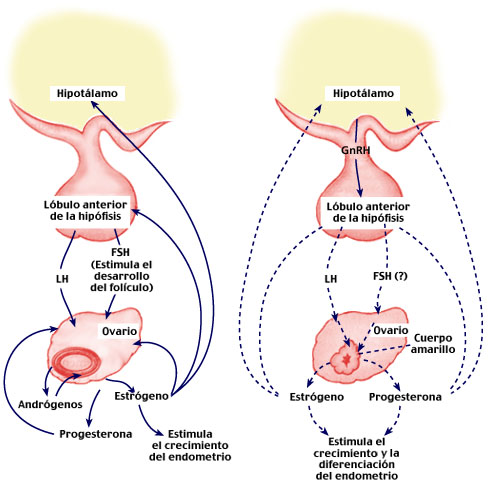 Hipotálamo
Lóbulo anterior
de la hipófisis
FSH
(Estimula el
desarrollo
del folículo)
LH
Ovario
Andrógenos
Estrógeno
Progesterona
Estimula
el crecimiento
del endometrio
Hipotálamo
GnRH
Lóbulo anterior
de la hipófisis
LH
FSH (?)
Ovario
Cuerpo
amarillo
Estrógeno
Progesterona
Estimula el
crecimiento y la
diferenciación
del endometrio